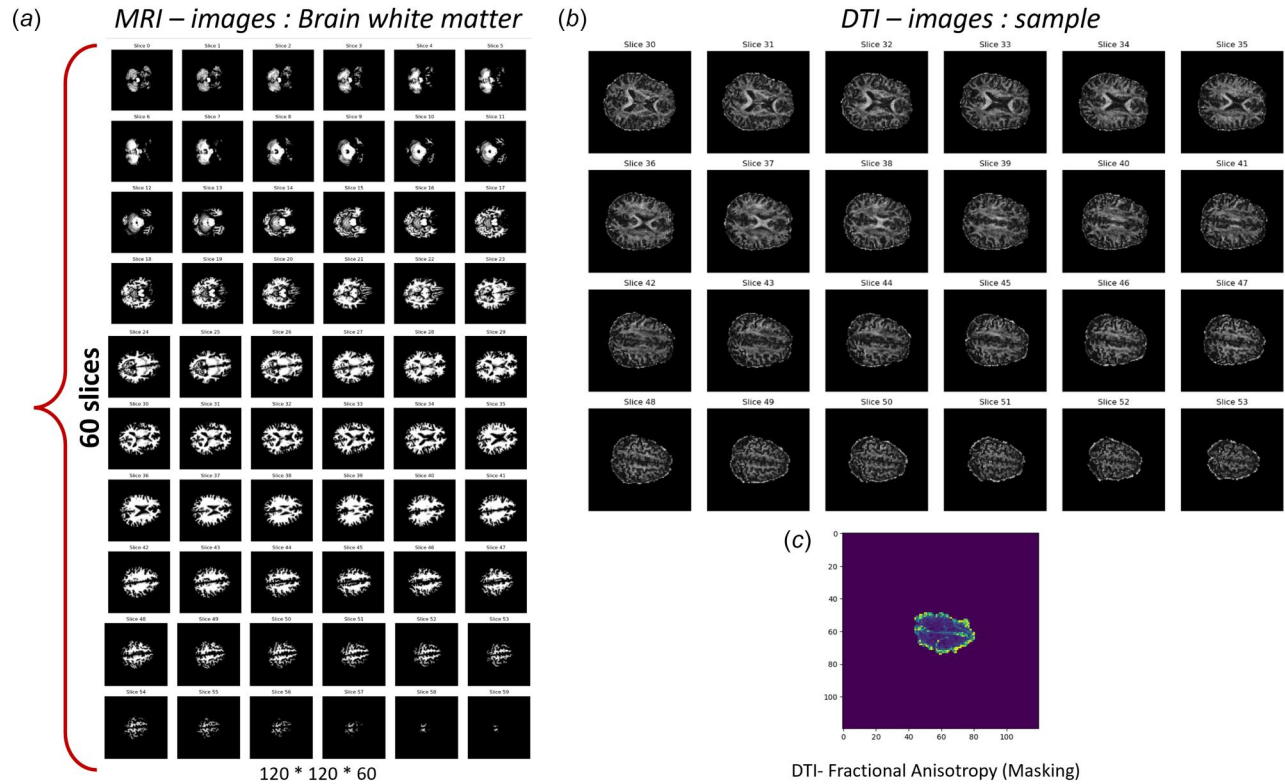 (a) MRI – images : Brain white matter
Slice 0 Slice 1 Slice 2 Slice 3 Slice 4 Slice 5
Slice 6 Slice 7 Slice 8 Slice 9 Slice 10 Slice 11
Slice 12 Slice 13 Slice 14 Slice 15 Slice 16 Slice 17
Slice 18 Slice 19 Slice 20 Slice 21 Slice 22 Slice 23
Slice 24 Slice 25 Slice 26 Slice 27 Slice 28 Slice 29
Slice 30 Slice 31 Slice 32 Slice 33 Slice 34 Slice 35
Slice 36 Slice 37 Slice 38 Slice 39 Slice 40 Slice 41
Slice 42 Slice 43 Slice 44 Slice 45 Slice 46 Slice 47
Slice 48 Slice 49 Slice 50 Slice 51 Slice 52 Slice 53
Slice 54 Slice 55 Slice 56 Slice 57 Slice 58 Slice 59
60 slices
120 * 120 * 60
(b) DTI – images : sample
Slice 30 Slice 31 Slice 32 Slice 33 Slice 34 Slice 35
Slice 36 Slice 37 Slice 38 Slice 39 Slice 40 Slice 41
Slice 42 Slice 43 Slice 44 Slice 45 Slice 46 Slice 47
Slice 48 Slice 49 Slice 50 Slice 51 Slice 52 Slice 53
(c)
0
20
40
60
80
100
0 20 40 60 80 100
DTI- Fractional Anisotropy (Masking)